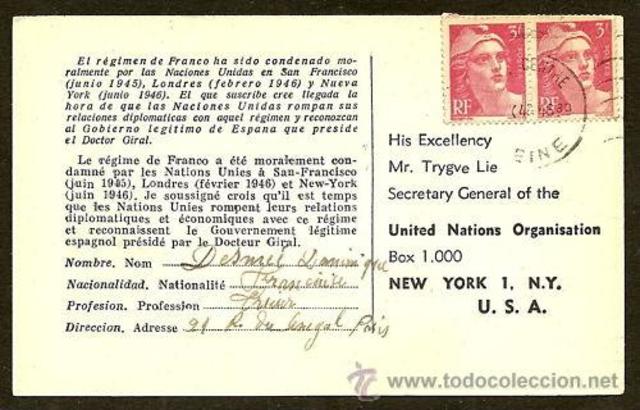 El régimen de Franco ha sido condenado mo-
ralmente por las Naciones Unidas en San Francisco
(junio 1945), Londres (febrero 1946) y Nueva
York (junio 1946). El que suscribe cree llegada la
hora de que las Naciones Unidas rompan sus
relaciones diplomaticas con aquel régimen y reconozcan
al Gobierno legitimo de Espana que preside
el Doctor Giral.
Le régime de Franco a été moralement con-
damné par les Nations Unies à San-Francisco
(juin 1945), Londres (février 1946) et New-York
(juin 1946). Je soussigné crois qu'il est temps
que les Nations Unies rompent leurs relations
diplomatiques et économiques avec ce régime
et reconnaissent le Gouvernement légitime
espagnol présidé par le Docteur Giral.
Nombre. Nom Dominique
Nacionalidad. Nationalité Française
Profesion. Profession
Direccion. Adresse 21 R. du Sénégal Paris
3F
3F
RF
RF
His Excellency
Mr. Trygve Lie
Secretary General of the
United Nations Organisation
Box 1.000
NEW YORK 1, N.Y.
U. S. A.
www.todocoleccion.net